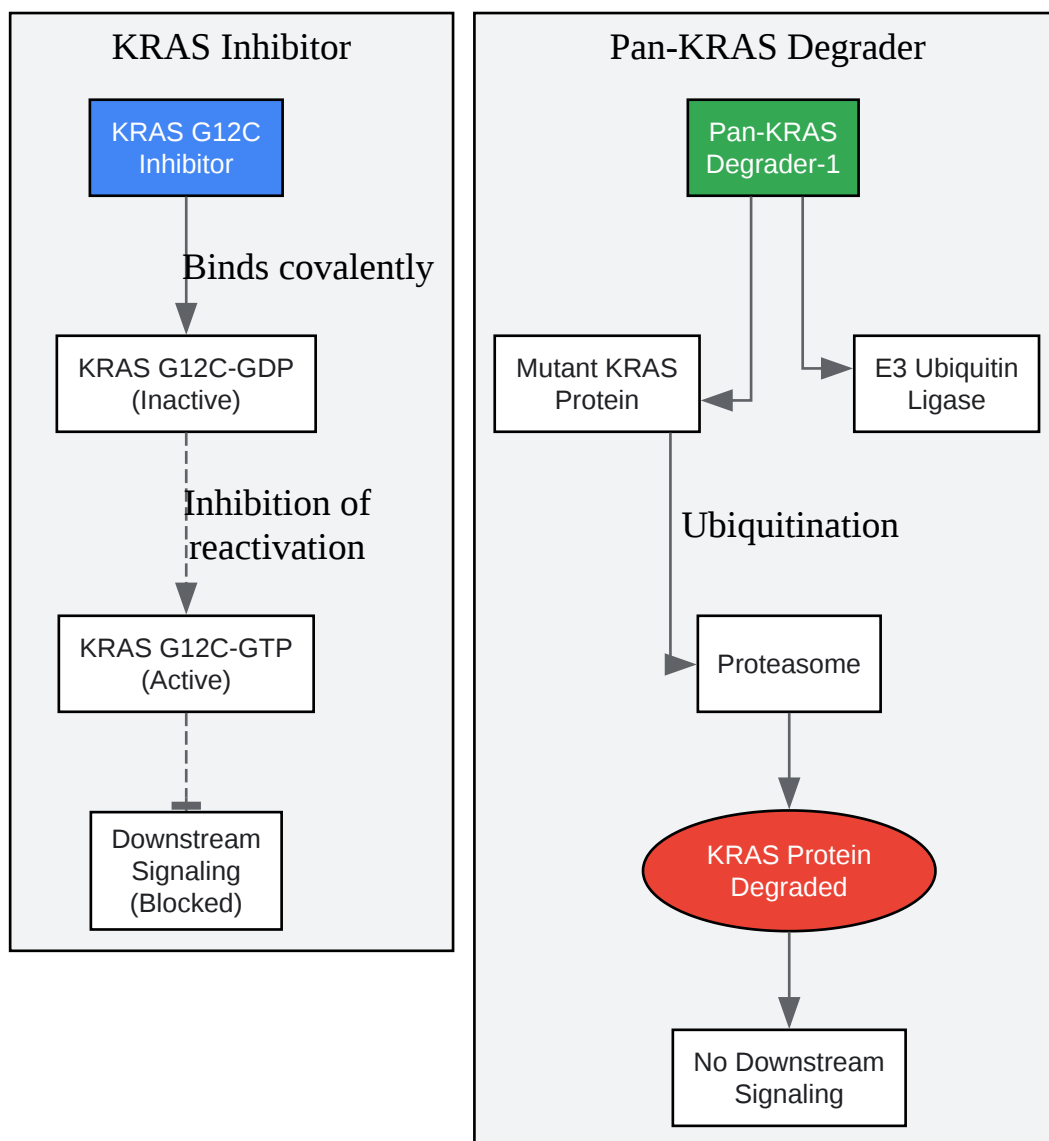 KRAS Inhibitor
KRAS G12C
Inhibitor
Binds covalently
KRAS G12C-GDP
(Inactive)
Inhibition of
reactivation
KRAS G12C-GTP
(Active)
Downstream
Signaling
(Blocked)
Pan-KRAS Degrader
Pan-KRAS
Degrader-1
Mutant KRAS
Protein
E3 Ubiquitin
Ligase
Ubiquitination
Proteasome
KRAS Protein
Degraded
No Downstream
Signaling